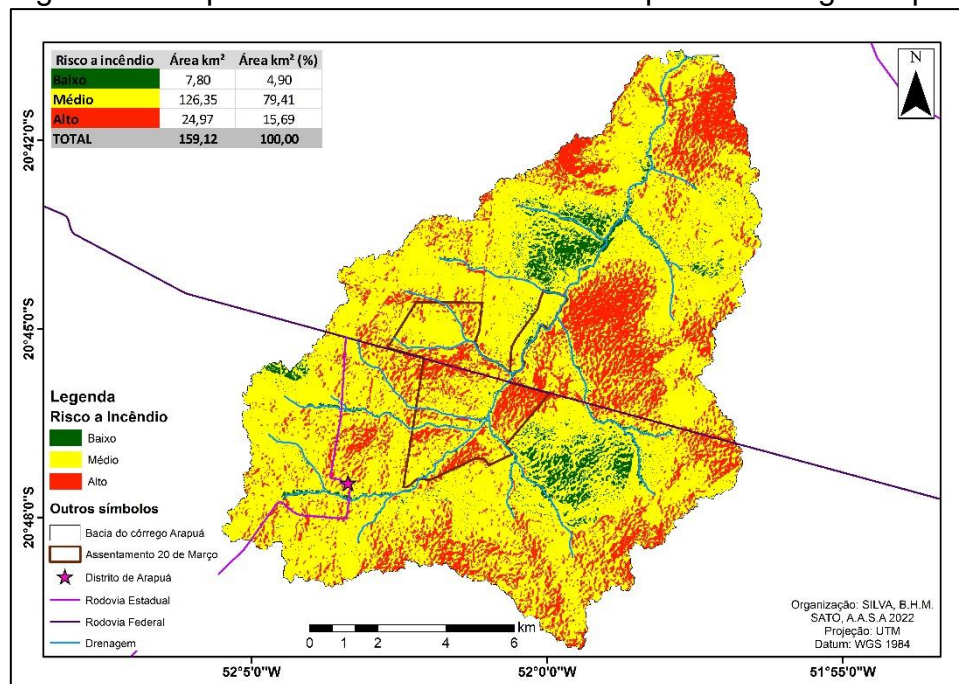 Risco a incêndio Área km² Área km² (%)
Baixo 7,80 4,90
Médio 126,35 79,41
Alto 24,97 15,69
TOTAL 159,12 100,00
N
20°42'0"S
20°45'0"S
20°48'0"S
Legenda
Risco a Incêndio
Baixo
Médio
Alto
Outros símbolos
Bacia do córrego Arapuá
Assentamento 20 de Março
Distrito de Arapuá
Rodovia Estadual
Rodovia Federal
Drenagem
0 1 2 4 6
km
Organização: SILVA, B.H.M.
SATO, A.A.S.A 2022
Projeção: UTM
Datum: WGS 1984
52°5'0"W 52°0'0"W 51°55'0"W